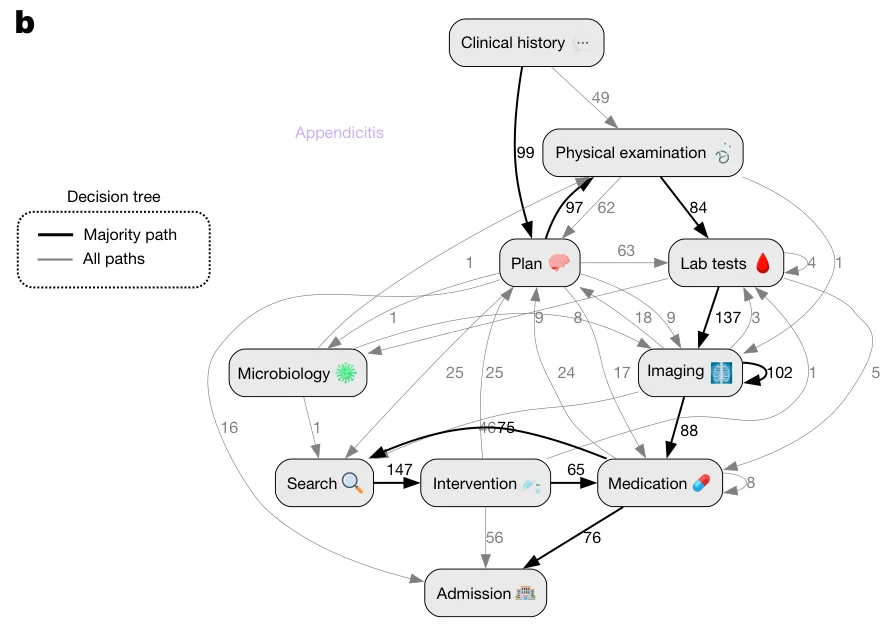 b
Clinical history
49
Appendicitis
99
Physical examination
Decision tree
Majority path
All paths
97
62
84
Plan
63
Lab tests
4
1
1
1
9
8
18
9
137
3
Microbiology
Imaging
25
25
24
17
102
1
5
16
1
46
75
88
Search
147
Intervention
65
Medication
8
56
76
Admission